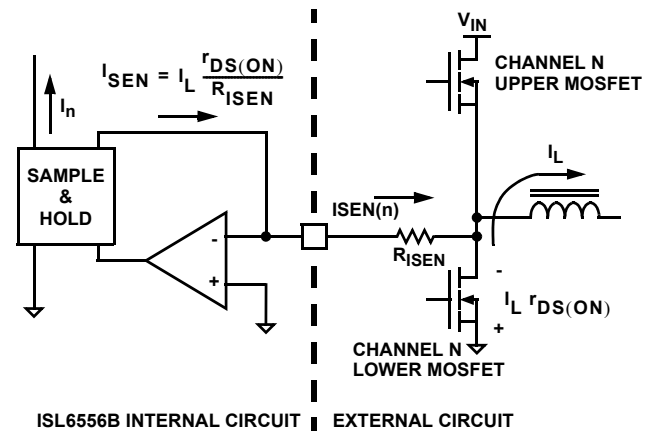 V_IN
CHANNEL N
UPPER MOSFET
I_SEN = I_L r_DS(ON) / R_ISEN
I_n
I_L
SAMPLE
&
HOLD
ISEN(n)
-
+
R_ISEN
-
I_L r_DS(ON)
+
CHANNEL N
LOWER MOSFET
ISL6556B INTERNAL CIRCUIT
EXTERNAL CIRCUIT